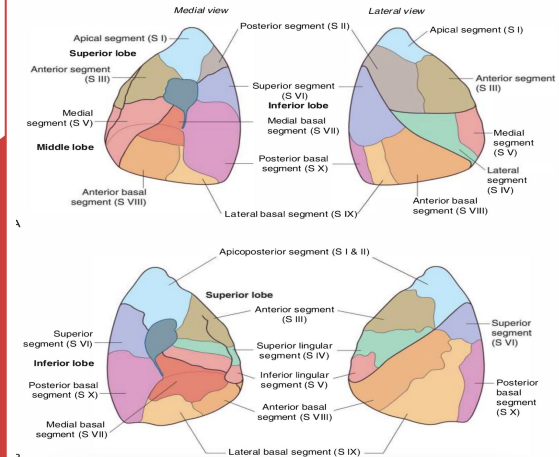 Medial view
Lateral view
Apical segment (S I)
Superior lobe
Anterior segment
(S III)
Medial
segment (S V)
Middle lobe
Anterior basal
segment (S VIII)
Posterior segment (S II)
Superior segment
(S VI)
Inferior lobe
Medial basal
segment (S VII)
Posterior basal
segment (S X)
Lateral basal segment (S IX)
Apical segment (S I)
Anterior segment
(S III)
Medial
segment
(S V)
Lateral
segment
(S IV)
Anterior basal
segment (S VIII)
Apicoposterior segment (S I & II)
Superior lobe
Superior
segment (S VI)
Inferior lobe
Posterior basal
segment (S X)
Medial basal
segment (S VII)
Anterior segment
(S III)
Superior lingular
segment (S IV)
Inferior lingular
segment (S V)
Anterior basal
segment (S VIII)
Lateral basal segment (S IX)
Superior
segment
(S VI)
Posterior
basal
segment
(S X)